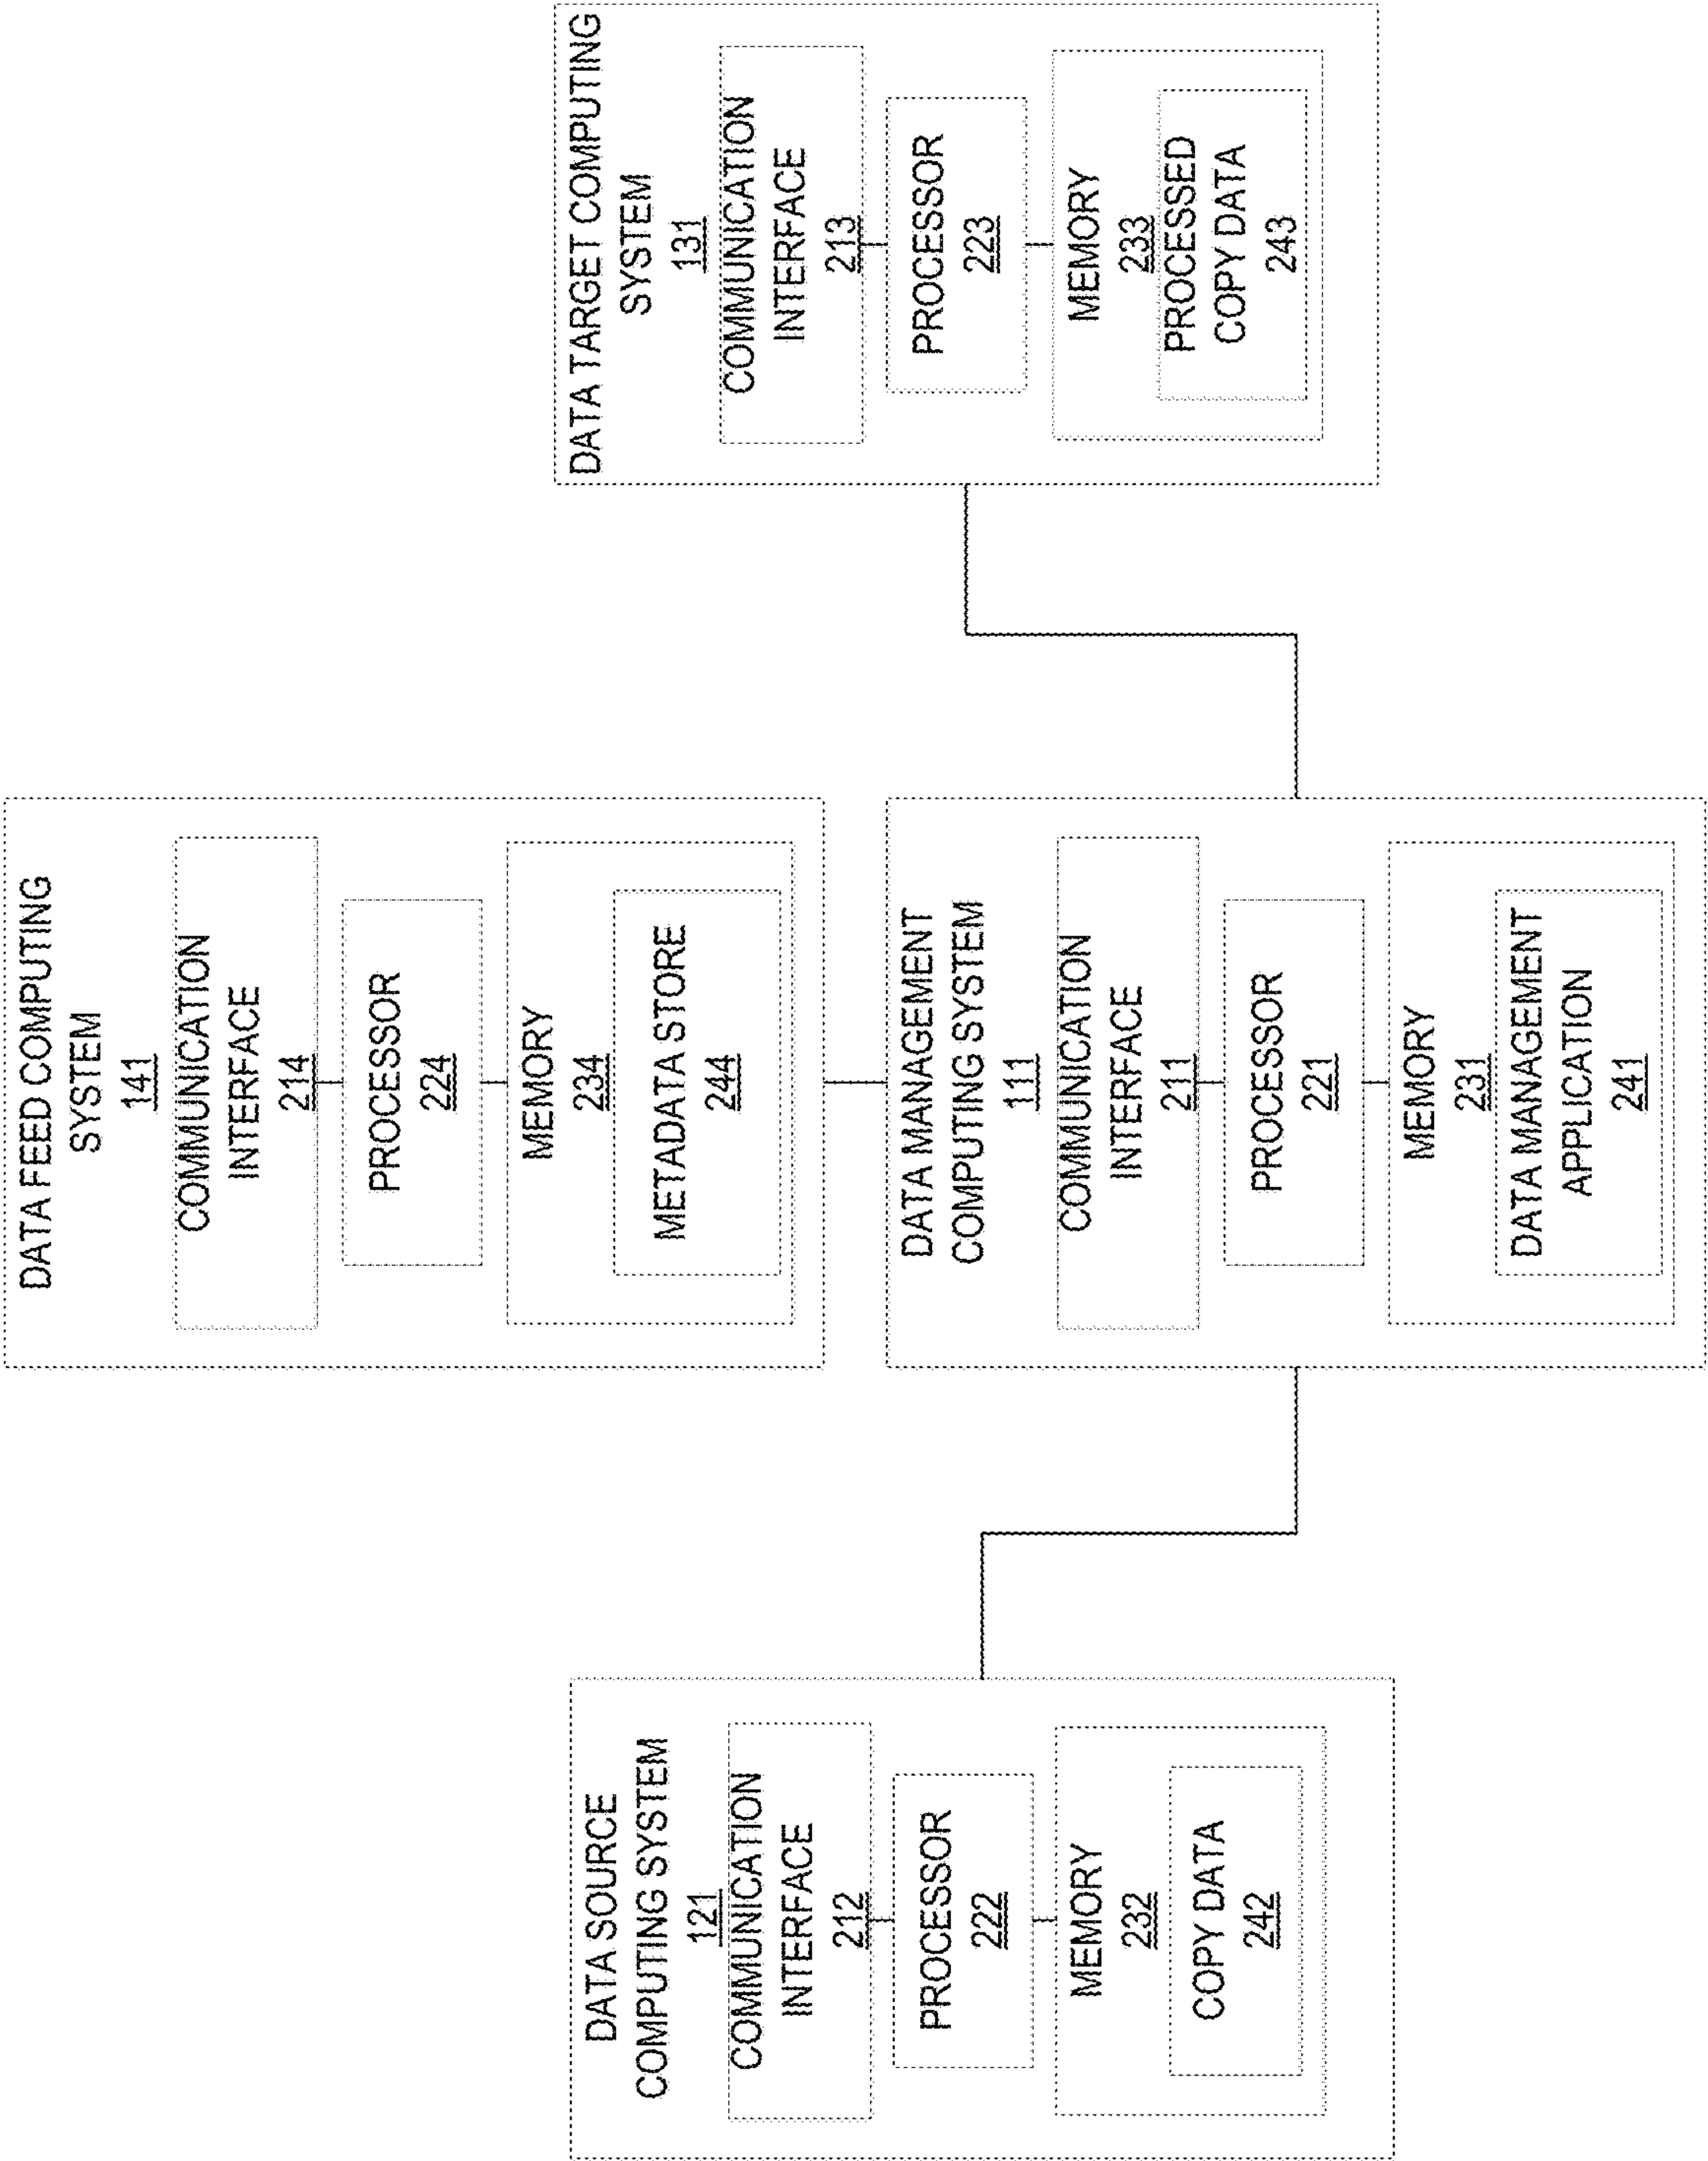 DATA SOURCE
COMPUTING SYSTEM
121
COMMUNICATION
INTERFACE
212
PROCESSOR
222
MEMORY
232
COPY DATA
242
DATA FEED COMPUTING
SYSTEM
141
COMMUNICATION
INTERFACE
214
PROCESSOR
224
MEMORY
234
METADATA STORE
244
DATA MANAGEMENT
COMPUTING SYSTEM
111
COMMUNICATION
INTERFACE
211
PROCESSOR
221
MEMORY
231
DATA MANAGEMENT
APPLICATION
241
DATA TARGET COMPUTING
SYSTEM
131
COMMUNICATION
INTERFACE
213
PROCESSOR
223
MEMORY
233
PROCESSED
COPY DATA
243